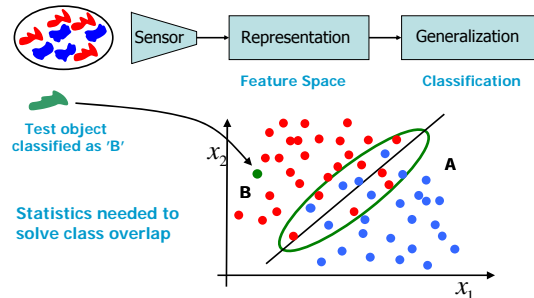 Sensor
Representation
Generalization
Feature Space
Classification
Test object
classified as 'B'
x2
A
B
Statistics needed to
solve class overlap
x1